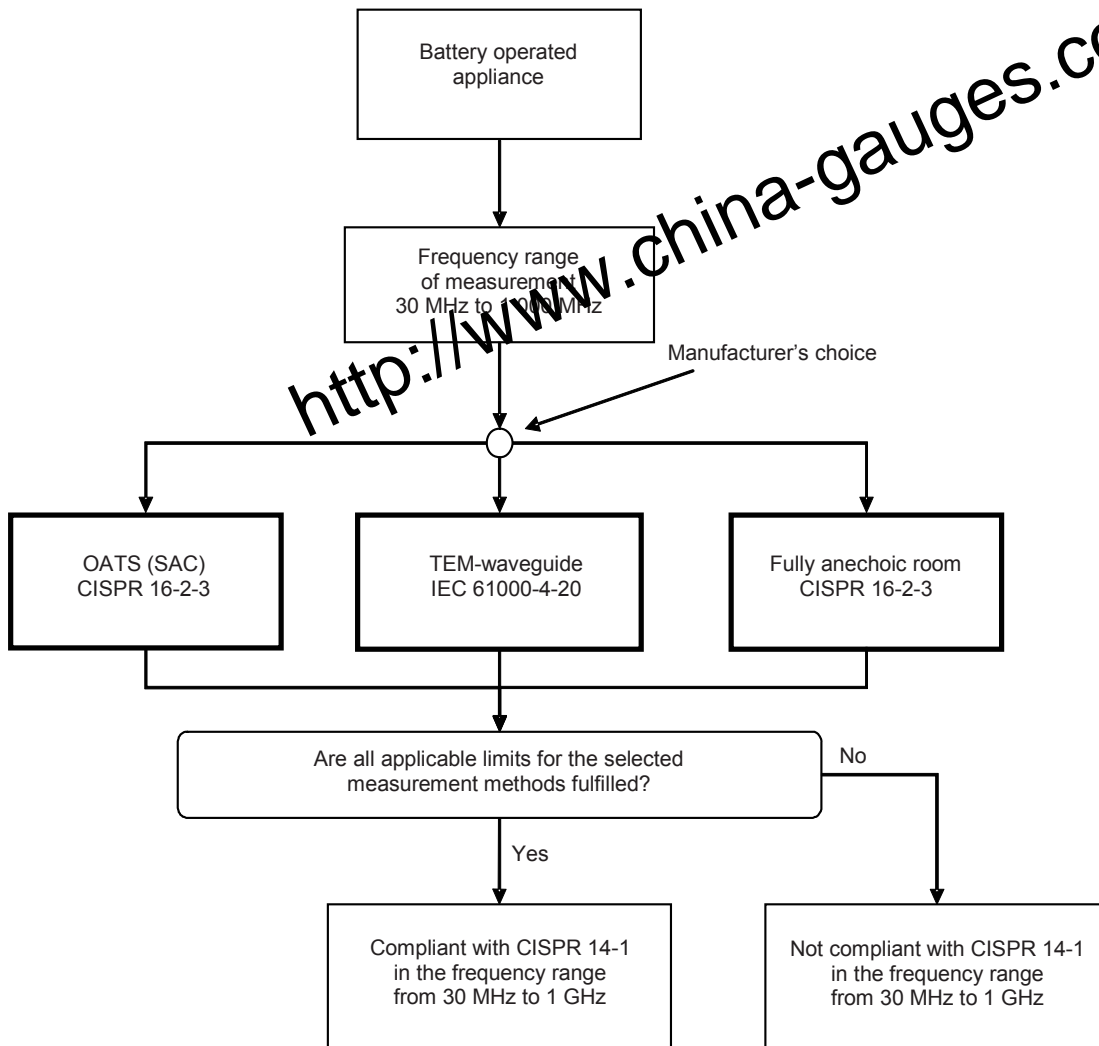 Battery operated
appliance
Frequency range
of measurement
30 MHz to 1 000 MHz
http://www.china-gauges.co
Manufacturer's choice
OATS (SAC)
CISPR 16-2-3
TEM-waveguide
IEC 61000-4-20
Fully anechoic room
CISPR 16-2-3
Are all applicable limits for the selected
measurement methods fulfilled?
No
Yes
Compliant with CISPR 14-1
in the frequency range
from 30 MHz to 1 GHz
Not compliant with CISPR 14-1
in the frequency range
from 30 MHz to 1 GHz